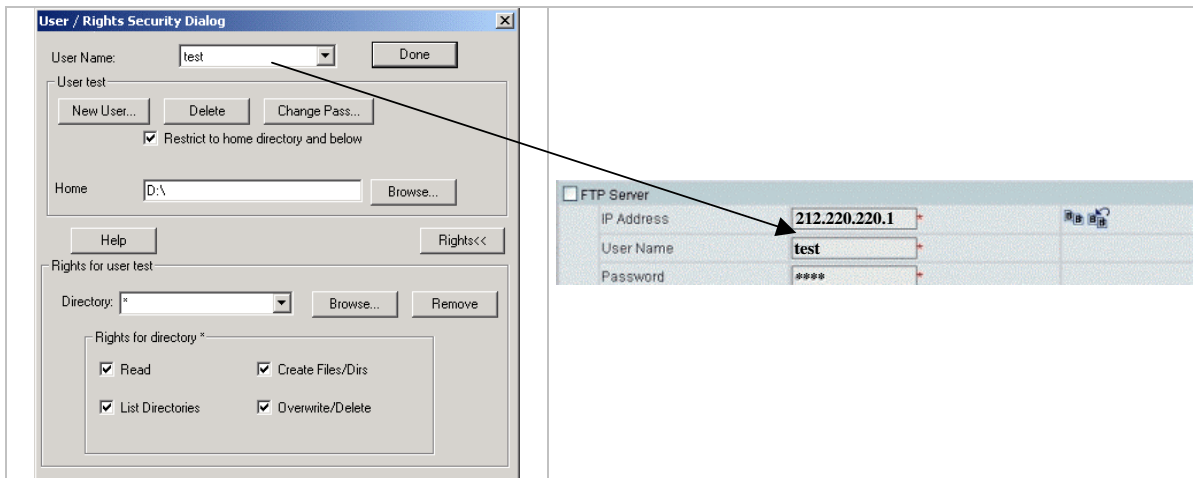 User / Rights Security Dialog
User Name: test Done
User test
New User... Delete Change Pass...
Restrict to home directory and below
Home D:\ Browse...
Help Rights<<
Rights for user test
Directory: * Browse... Remove
Rights for directory *
Read Create Files/Dirs
List Directories Overwrite/Delete
FTP Server
IP Address 212.220.220.1 *
User Name test *
Password **** *